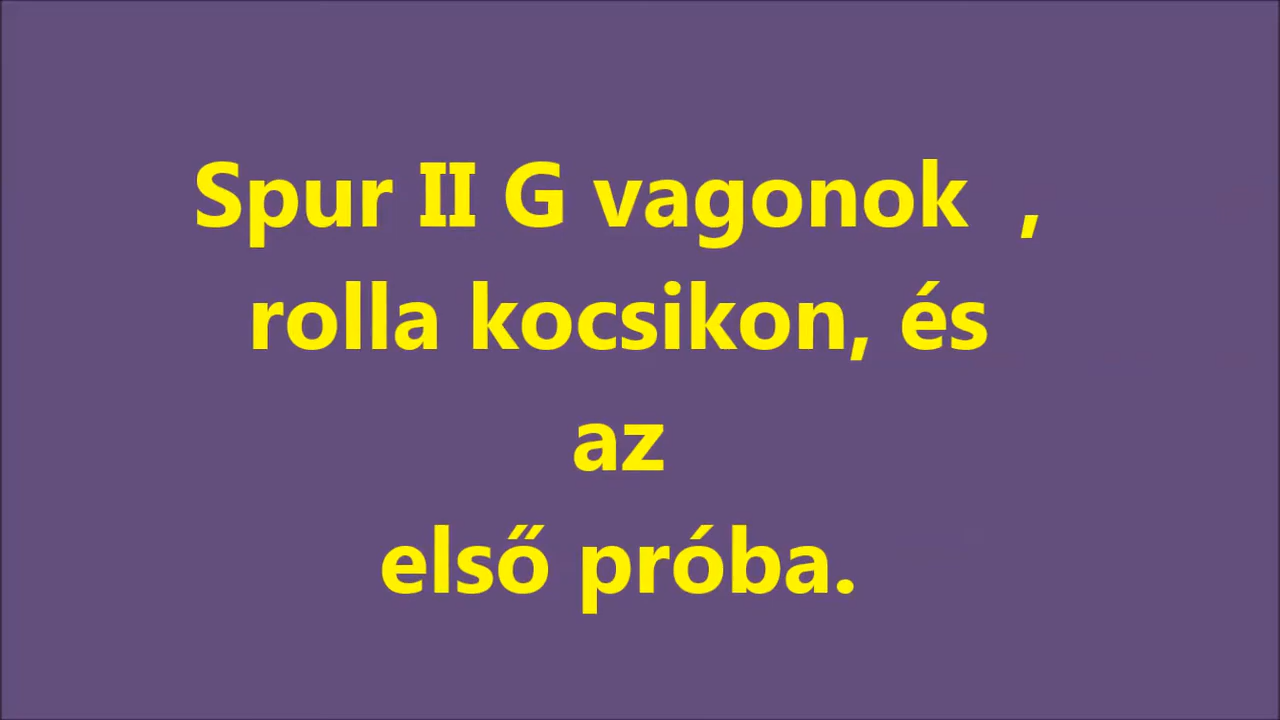 Spur II G vagonok  ,
rolla kocsikon, és
az
első próba.